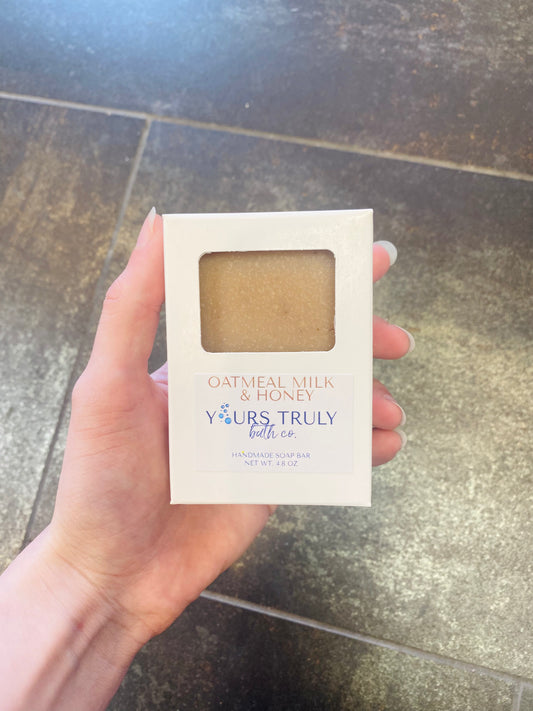 OATMEAL MILK
& HONEY
YOURS TRULY
bath co.
HANDMADE SOAP BAR
NET WT. 4.8 OZ